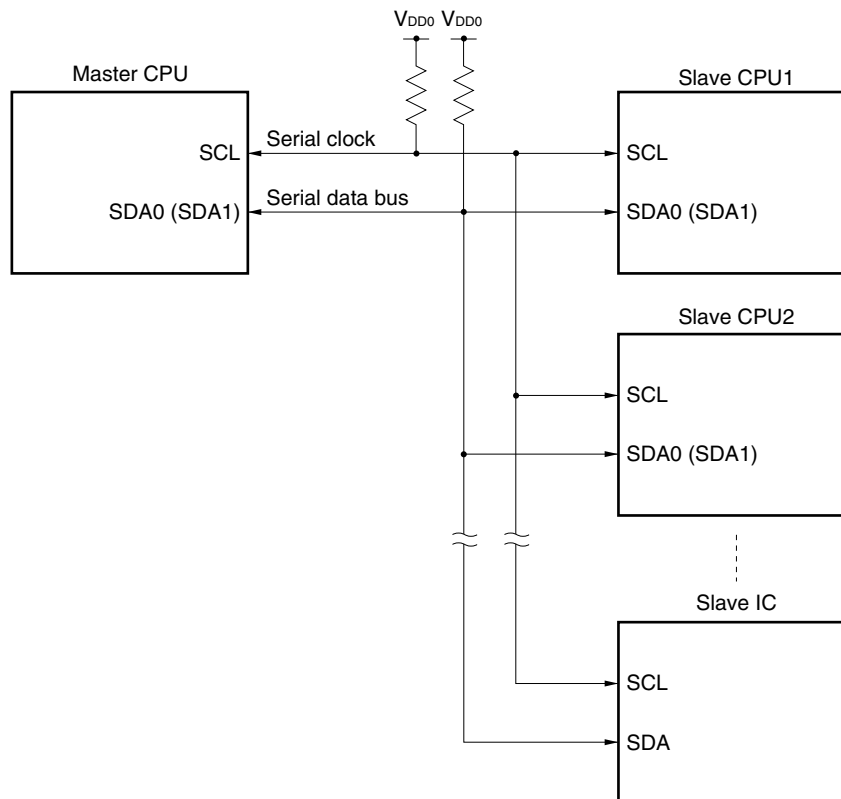 VDD0 VDD0
Master CPU
Slave CPU1
SCL
Serial clock
SCL
SDA0 (SDA1)
Serial data bus
SDA0 (SDA1)
Slave CPU2
SCL
SDA0 (SDA1)
Slave IC
SCL
SDA